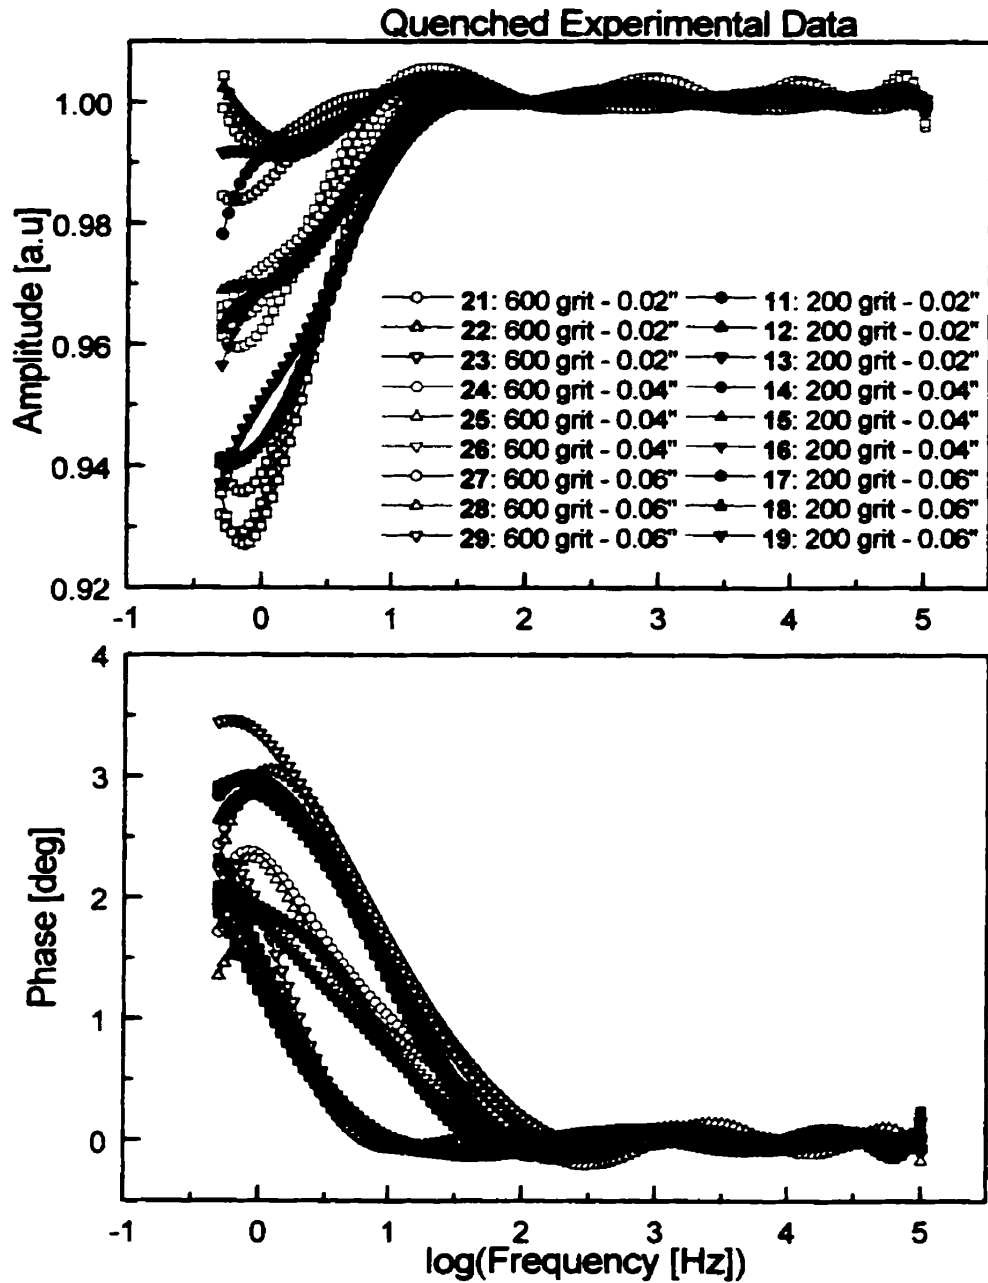 Quenched Experimental Data
Amplitude [a.u]
1.00
0.98
0.96
0.94
0.92
21: 600 grit - 0.02" 11: 200 grit - 0.02"
22: 600 grit - 0.02" 12: 200 grit - 0.02"
23: 600 grit - 0.02" 13: 200 grit - 0.02"
24: 600 grit - 0.04" 14: 200 grit - 0.04"
25: 600 grit - 0.04" 15: 200 grit - 0.04"
26: 600 grit - 0.04" 16: 200 grit - 0.04"
27: 600 grit - 0.06" 17: 200 grit - 0.06"
28: 600 grit - 0.06" 18: 200 grit - 0.06"
29: 600 grit - 0.06" 19: 200 grit - 0.06"
-1 0 1 2 3 4 5
Phase [deg]
4
3
2
1
0
-1 0 1 2 3 4 5
log(Frequency [Hz])